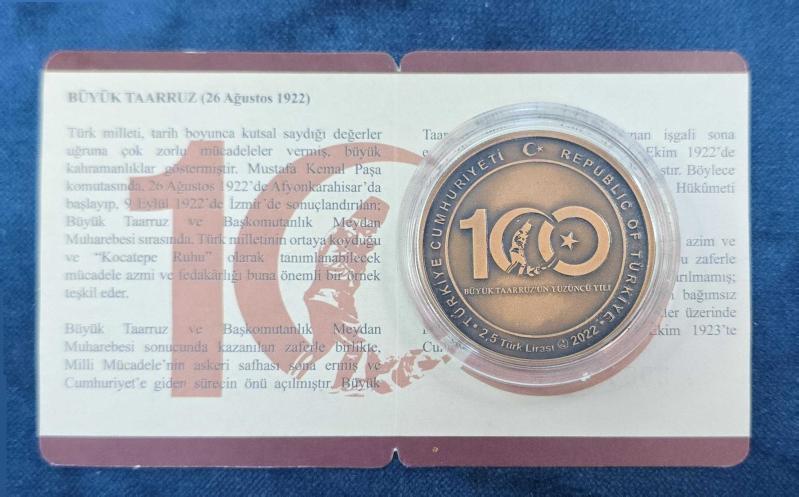 BÜYÜK TAARRUZ (26 Ağustos 1922)
Türk milleti, tarih boyunca kutsal saydığı değerler
uğruna çok zorlu mücadeleler vermiş, büyük
kahramanlıklar göstermiştir. Mustafa Kemal Paşa
komutasında, 26 Ağustos 1922'de Afyonkarahisar'da
başlayıp, 9 Eylül 1922'de İzmir'de sonuçlandırılan;
Büyük Taarruz ve Başkomutanlık Meydan
Muharebesi sırasında, Türk milletinin ortaya koyduğu
ve “Kocatepe Ruhu” olarak tanımlanabilecek
mücadele azmi ve fedakârlığı buna önemli bir örnek
teşkil eder.
Büyük Taarruz ve Başkomutanlık Meydan
Muharebesi sonucunda kazanılan zaferle birlikte,
Milli Mücadele'nin askeri safhası sona ermiş ve
Cumhuriyet'e giden sürecin önü açılmıştır. Büyük
100
işgali sona
Ekim 1922'de
Böylece
Hükûmeti
azim ve
zaferle
bağımsız
üzerinde
Ekim 1923'te
TÜRKİYE CUMHURİYETİ REPUBLIC OF TÜRKİYE
100
BÜYÜK TAARRUZ'UN YÜZÜNCÜ YILI
2,5 Türk Lirası 2022